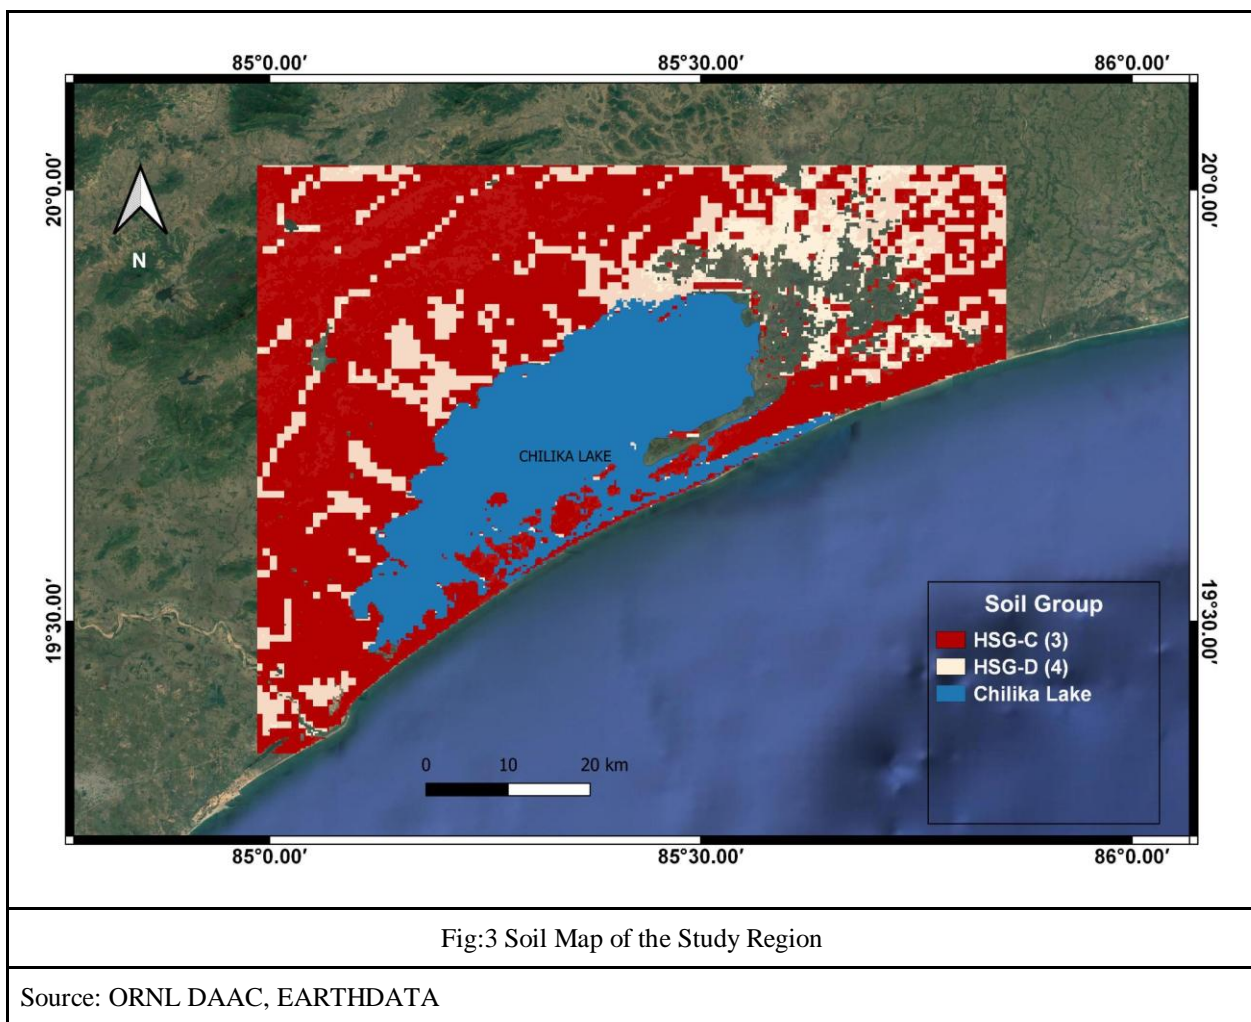 85°0.00′ 85°30.00′ 86°0.00′
20°0.00′ 20°0.00′
N
CHILIKA LAKE
19°30.00′ 19°30.00′
Soil Group
HSG-C (3)
HSG-D (4)
Chilika Lake
0 10 20 km
85°0.00′ 85°30.00′ 86°0.00′
Fig:3 Soil Map of the Study Region
Source: ORNL DAAC, EARTHDATA